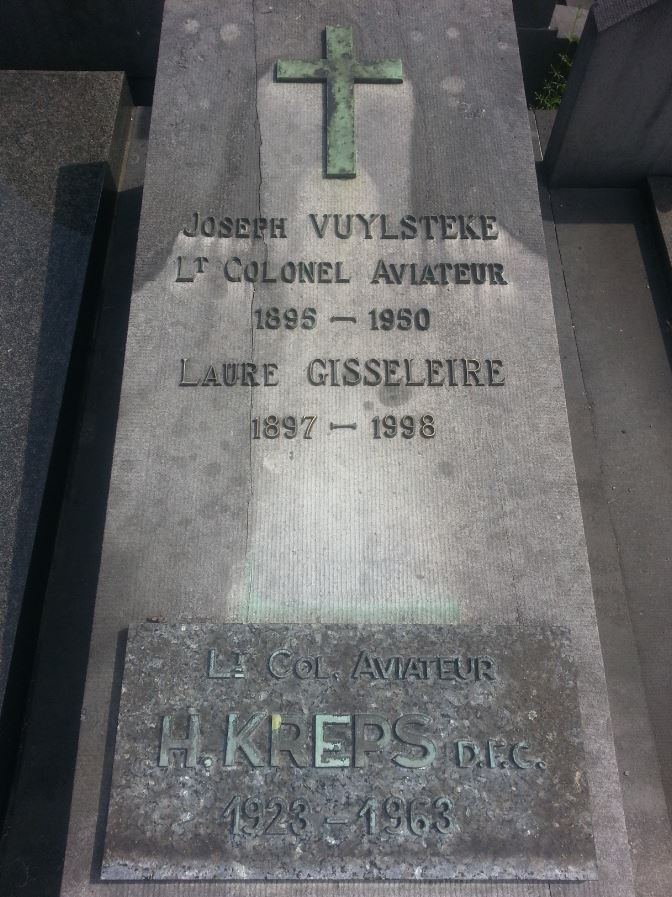 JOSEPH VUYLSTEKE
LT COLONEL AVIATEUR
1895 – 1950
LAURE GISSELEIRE
1897 – 1998
LT COL. AVIATEUR
H. KREPS D.F.C.
1923 – 1963